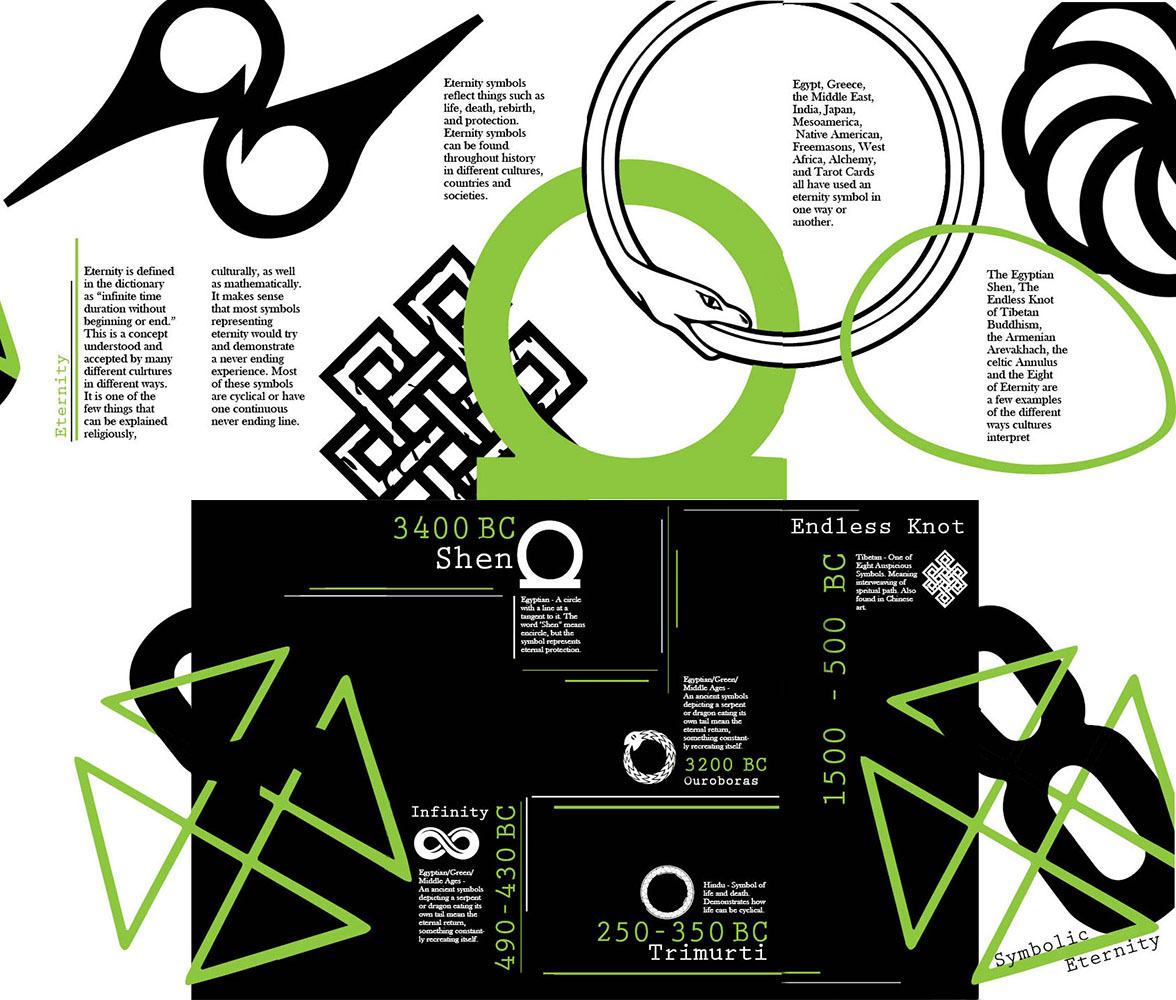 Eternity symbols
reflect things such as
life, death, rebirth,
and protection.
Eternity symbols
can be found
throughout history
in different cultures,
countries and
societies.
Egypt, Greece,
the Middle East,
India, Japan,
Mesoamerica,
Native American,
Freemasons, West
Africa, Alchemy,
and Tarot Cards
all have used an
eternity symbol in
one way or
another.
Eternity
Eternity is defined
in the dictionary
as “infinite time
duration without
beginning or end.”
This is a concept
understood and
accepted by many
different culrtures
in different ways.
It is one of the
few things that
can be explained
religiously,
culturally, as well
as mathematically.
It makes sense
that most symbols
representing
eternity would try
and demonstrate
a never ending
experience. Most
of these symbols
are cyclical or have
one continuous
never ending line.
The Egyptian
Shen, The
Endless Knot
of Tibetan
Buddhism,
the Armenian
Arevakhach, the
celtic Annulus
and the Eight
of Eternity are
a few examples
of the different
ways cultures
interpret
3400 BC
Shen
Egyptian - A circle
with a line at a
tangent to it. The
word "Shen" means
encircle, but the
symbol represents
eternal protection.
Endless Knot
1500 - 500 BC
Tibetan - One of
Eight Auspicious
Symbols. Meaning
interweaving of
spritual path. Also
found in Chinese
art.
Egyptian/Green/
Middle Ages -
An ancient symbols
depicting a serpent
or dragon eating its
own tail mean the
eternal return,
something constant-
ly recreating itself.
3200 BC
Ouroboras
Infinity
490-430 BC
Egyptian/Green/
Middle Ages -
An ancient symbols
depicting a serpent
or dragon eating its
own tail mean the
eternal return,
something constant-
ly recreating itself.
Hindu - Symbol of
life and death.
Demonstrates how
life can be cyclical.
250-350 BC
Trimurti
Symbolic
Eternity